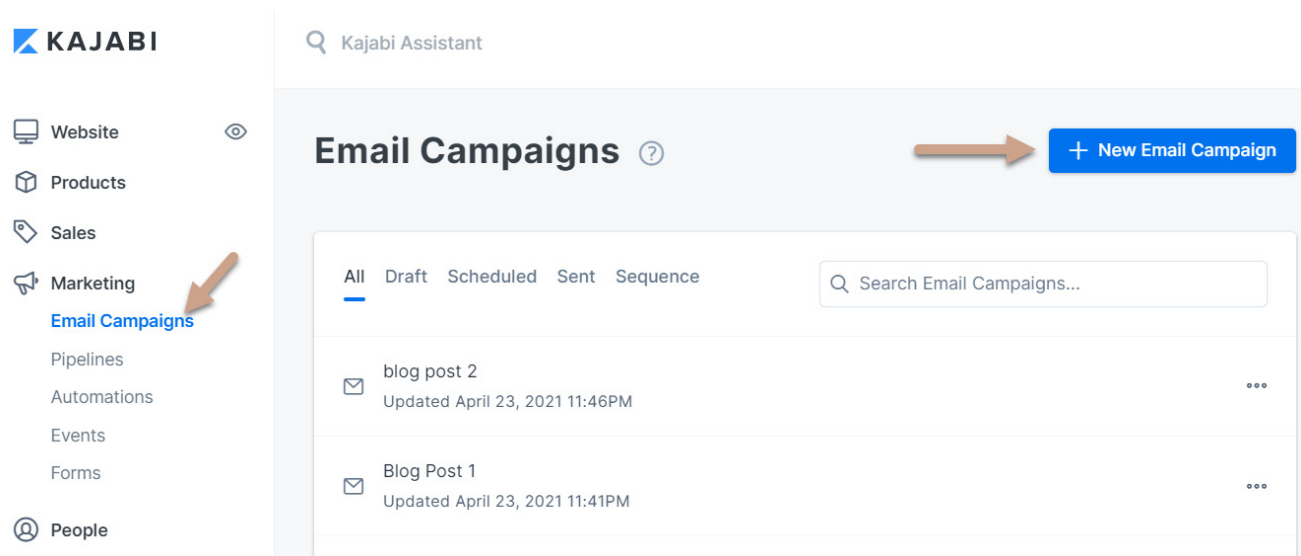 KAJABI
Kajabi Assistant
Website
Products
Sales
Marketing
Email Campaigns
Pipelines
Automations
Events
Forms
People
Email Campaigns ?
+ New Email Campaign
All Draft Scheduled Sent Sequence
Search Email Campaigns...
blog post 2
Updated April 23, 2021 11:46PM
Blog Post 1
Updated April 23, 2021 11:41PM